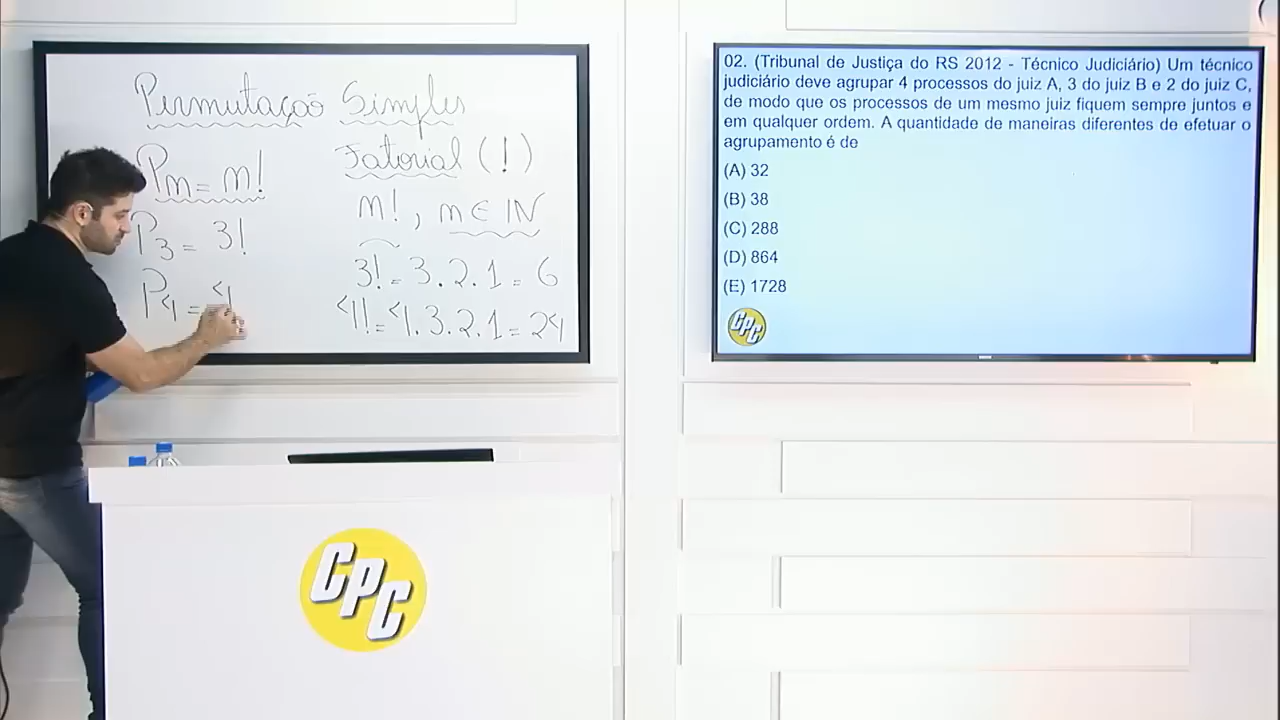 Permutação Simples
Pm = m!
P3 = 3!
P4 = 4
Fatorial (!)
m!, m ∈ IN
3! = 3.2.1 = 6
4! = 4.3.2.1 = 24
02. (Tribunal de Justiça do RS 2012 - Técnico Judiciário) Um técnico
judiciário deve agrupar 4 processos do juiz A, 3 do juiz B e 2 do juiz C,
de modo que os processos de um mesmo juiz fiquem sempre juntos e
em qualquer ordem. A quantidade de maneiras diferentes de efetuar o
agrupamento é de
(A) 32
(B) 38
(C) 288
(D) 864
(E) 1728
CPC
CPC